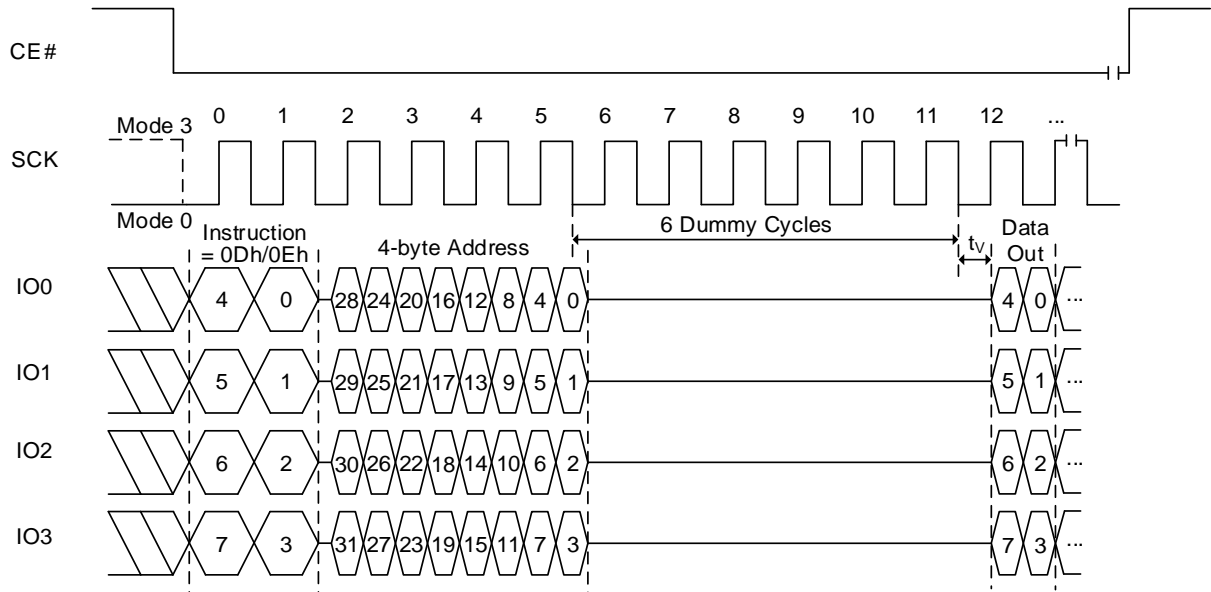 CE#
0 1 2 3 4 5 6 7 8 9 10 11 12 ...
Mode 3
SCK
Mode 0
6 Dummy Cycles
Instruction
= 0Dh/0Eh
4-byte Address
tV
Data
Out
IO0 4 0 28 24 20 16 12 8 4 0 4 0 ...
IO1 5 1 29 25 21 17 13 9 5 1 5 1 ...
IO2 6 2 30 26 22 18 14 10 6 2 6 2 ...
IO3 7 3 31 27 23 19 15 11 7 3 7 3 ...